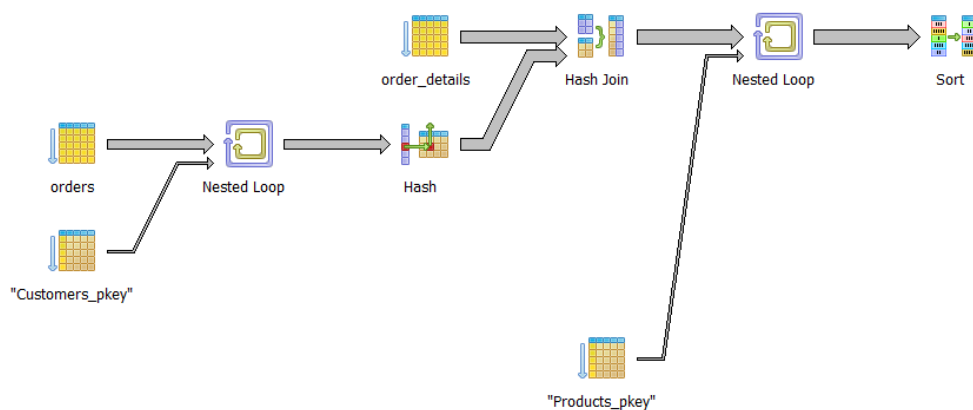 order_details
Hash Join
Nested Loop
Sort
orders
Nested Loop
Hash
"Customers_pkey"
"Products_pkey"